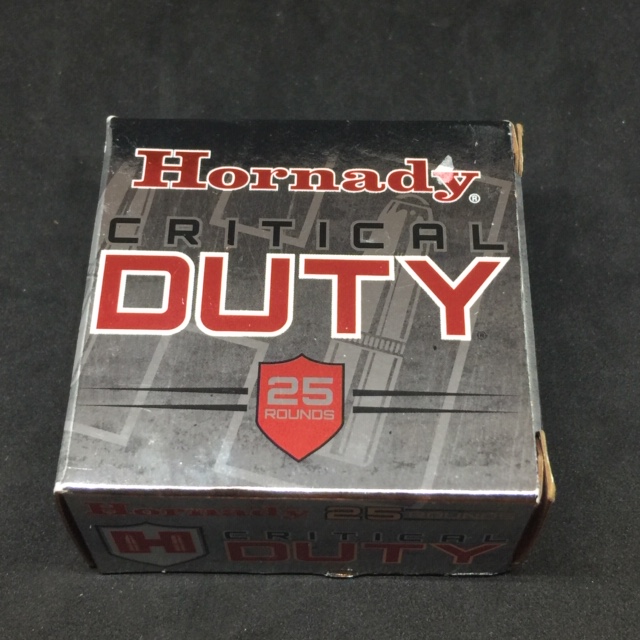 Hornady®
CRITICAL
DUTY
25
ROUNDS
Hornady 25
H CRITICAL
DUTY